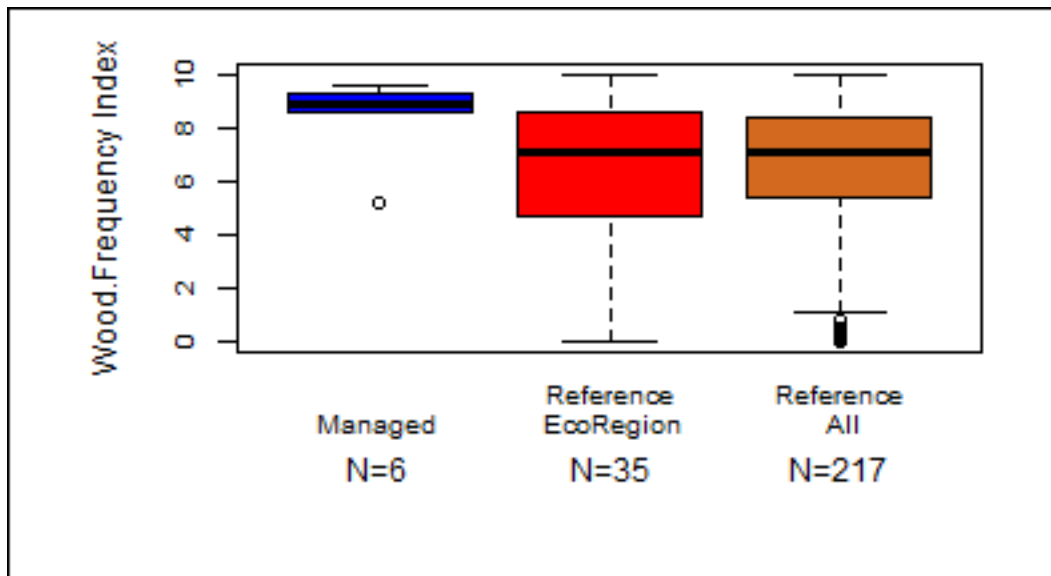 Wood.Frequency Index
10
8
6
4
2
0
Managed
N=6
Reference
EcoRegion
N=35
Reference
All
N=217